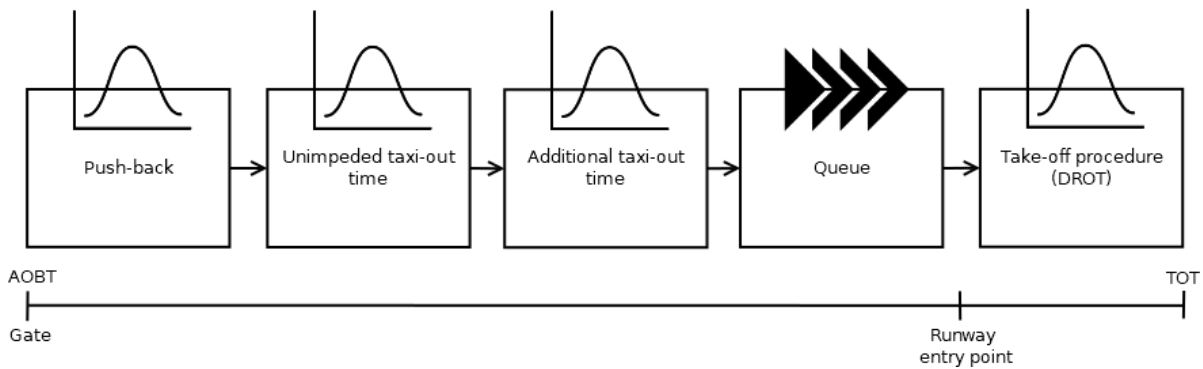 Push-back
Unimpeded taxi-out
time
Additional taxi-out
time
Queue
Take-off procedure
(DROT)
AOBT
TOT
Gate
Runway
entry point